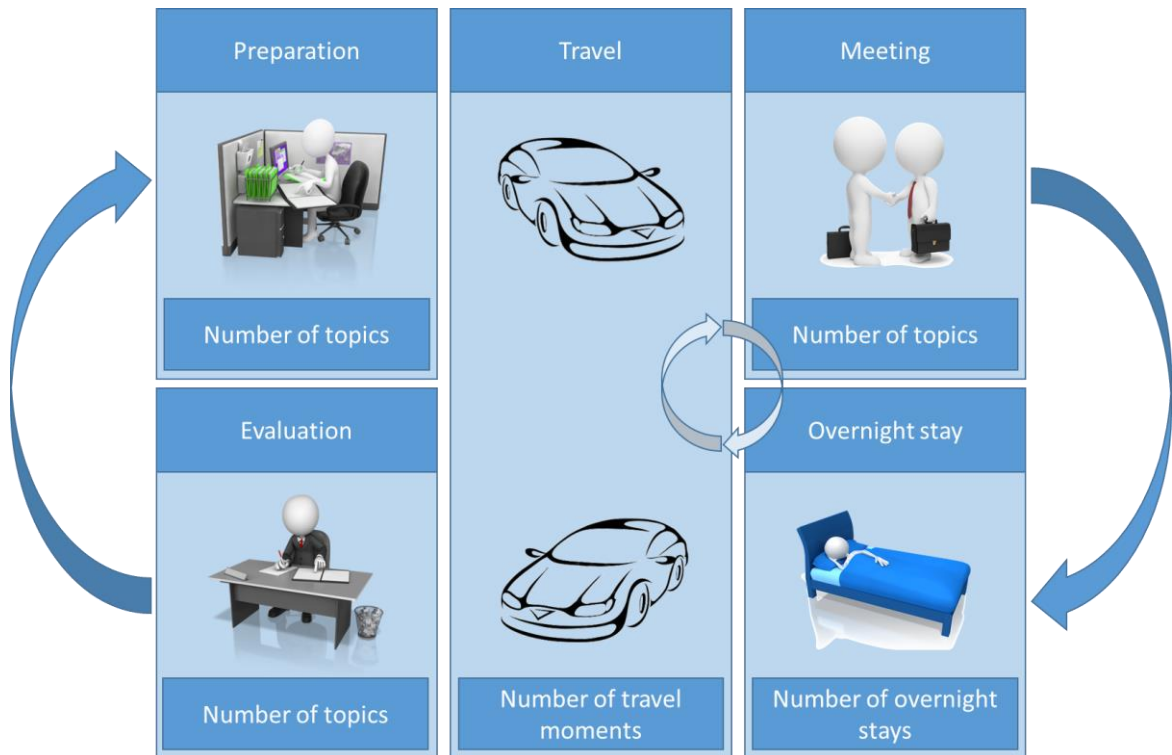 Preparation
Travel
Meeting
Number of topics
Number of topics
Evaluation
Overnight stay
Number of topics
Number of travel
moments
Number of overnight
stays